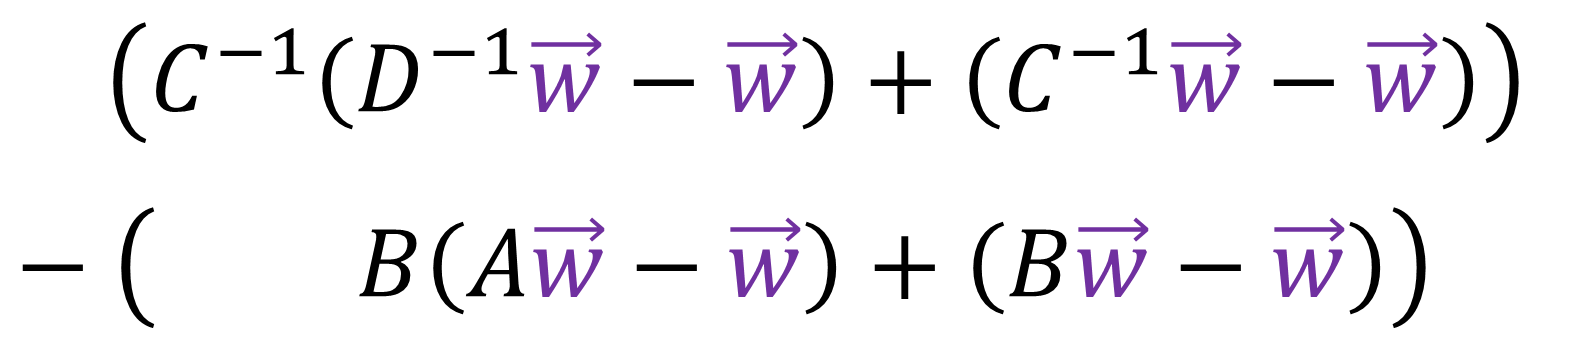 (C⁻¹(D⁻¹w⃗ − w⃗) + (C⁻¹w⃗ − w⃗))
− (B(Aw⃗ − w⃗) + (Bw⃗ − w⃗))